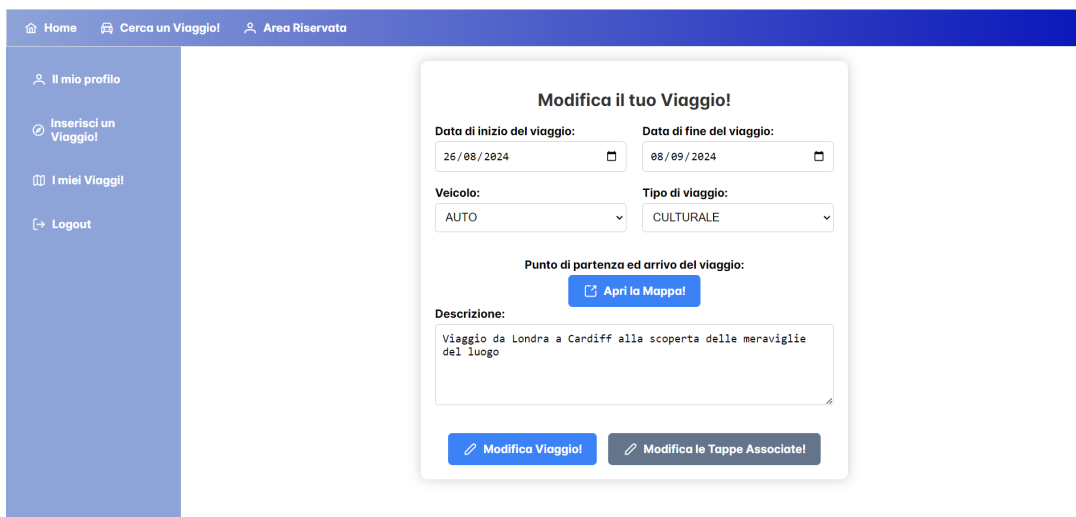 Home Cerca un Viaggio! Area Riservata
Il mio profilo
Inserisci un
Viaggio!
I miei Viaggi!
Logout
Modifica il tuo Viaggio!
Data di inizio del viaggio: Data di fine del viaggio:
26/08/2024 08/09/2024
Veicolo: Tipo di viaggio:
AUTO CULTURALE
Punto di partenza ed arrivo del viaggio:
Apri la Mappa!
Descrizione:
Viaggio da Londra a Cardiff alla scoperta delle meraviglie
del luogo
Modifica Viaggio! Modifica le Tappe Associate!